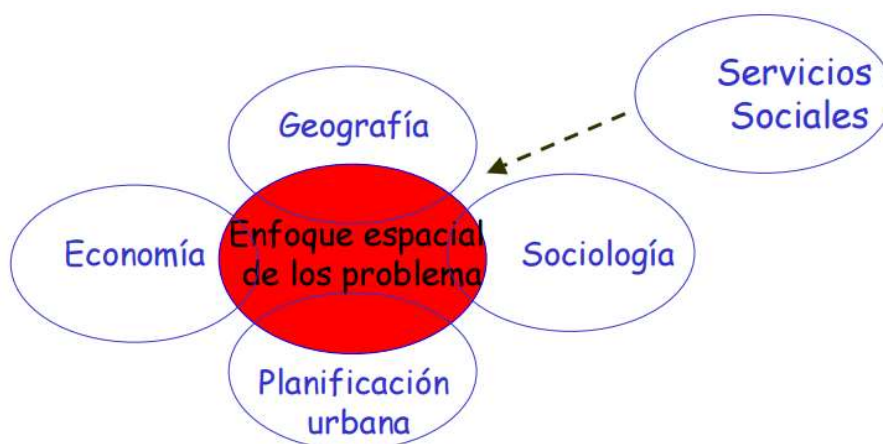 Servicios
Sociales
Geografía
Economía
Enfoque espacial
de los problema
Sociología
Planificación
urbana